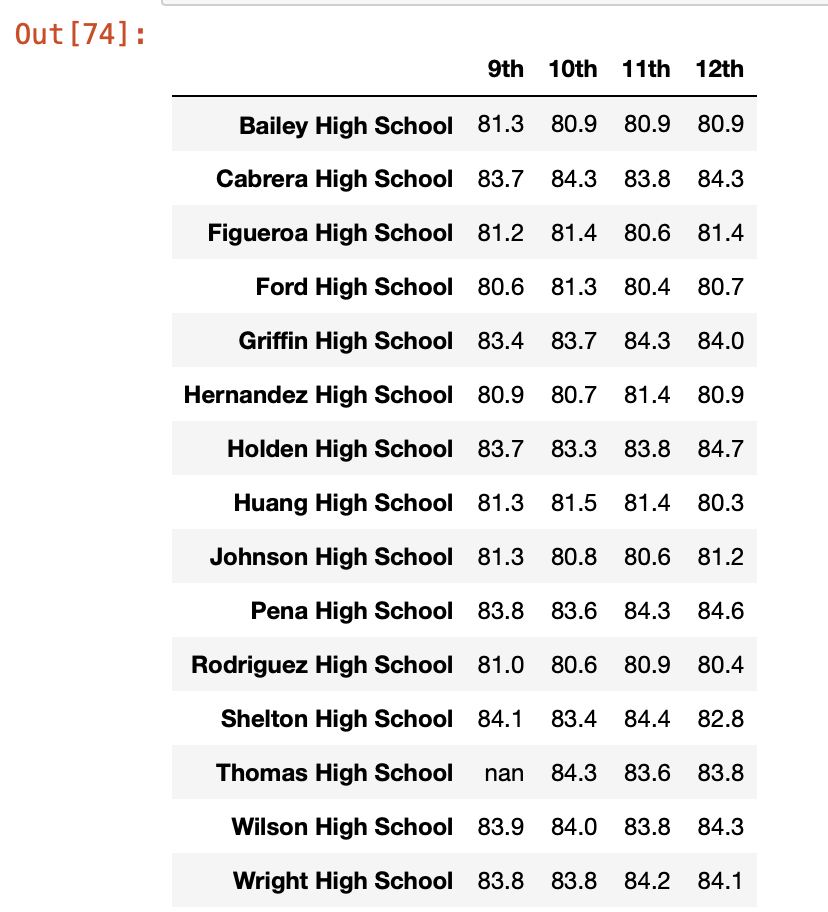 Out[74]:
9th 10th 11th 12th
Bailey High School 81.3 80.9 80.9 80.9
Cabrera High School 83.7 84.3 83.8 84.3
Figueroa High School 81.2 81.4 80.6 81.4
Ford High School 80.6 81.3 80.4 80.7
Griffin High School 83.4 83.7 84.3 84.0
Hernandez High School 80.9 80.7 81.4 80.9
Holden High School 83.7 83.3 83.8 84.7
Huang High School 81.3 81.5 81.4 80.3
Johnson High School 81.3 80.8 80.6 81.2
Pena High School 83.8 83.6 84.3 84.6
Rodriguez High School 81.0 80.6 80.9 80.4
Shelton High School 84.1 83.4 84.4 82.8
Thomas High School nan 84.3 83.6 83.8
Wilson High School 83.9 84.0 83.8 84.3
Wright High School 83.8 83.8 84.2 84.1